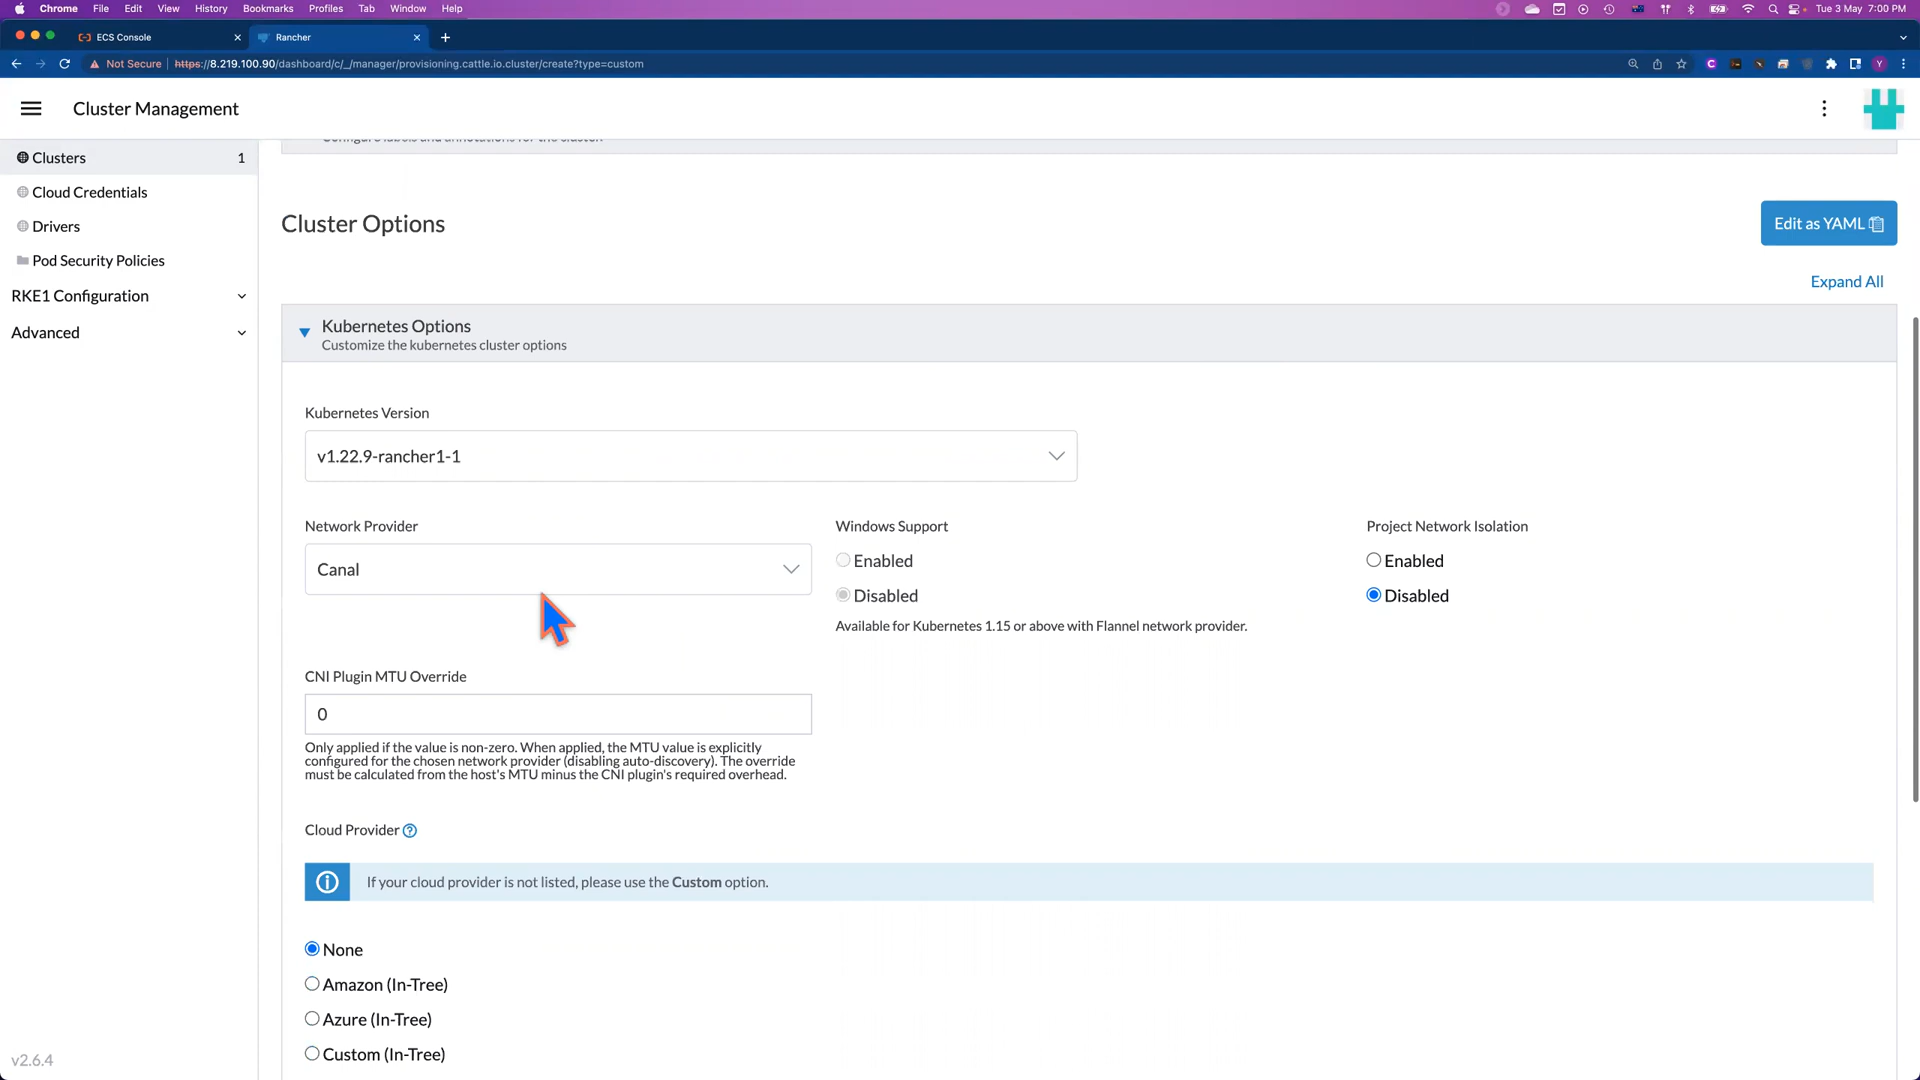 Chrome File Edit View History Bookmarks Profiles Tab Window Help Tue 3 May 7:00 PM
ECS Console Rancher
Not Secure https://8.219.100.90/dashboard/c/_/manager/provisioning.cattle.io.cluster/create?type=custom
Cluster Management
Clusters 1
Cloud Credentials
Drivers
Pod Security Policies
RKE1 Configuration
Advanced
v2.6.4
Configure labels and annotations for the cluster
Cluster Options
Edit as YAML
Expand All
Kubernetes Options
Customize the kubernetes cluster options
Kubernetes Version
v1.22.9-rancher1-1
Network Provider
Canal
Windows Support
Enabled
Disabled
Available for Kubernetes 1.15 or above with Flannel network provider.
Project Network Isolation
Enabled
Disabled
CNI Plugin MTU Override
0
Only applied if the value is non-zero. When applied, the MTU value is explicitly
configured for the chosen network provider (disabling auto-discovery). The override
must be calculated from the host's MTU minus the CNI plugin's required overhead.
Cloud Provider
If your cloud provider is not listed, please use the Custom option.
None
Amazon (In-Tree)
Azure (In-Tree)
Custom (In-Tree)